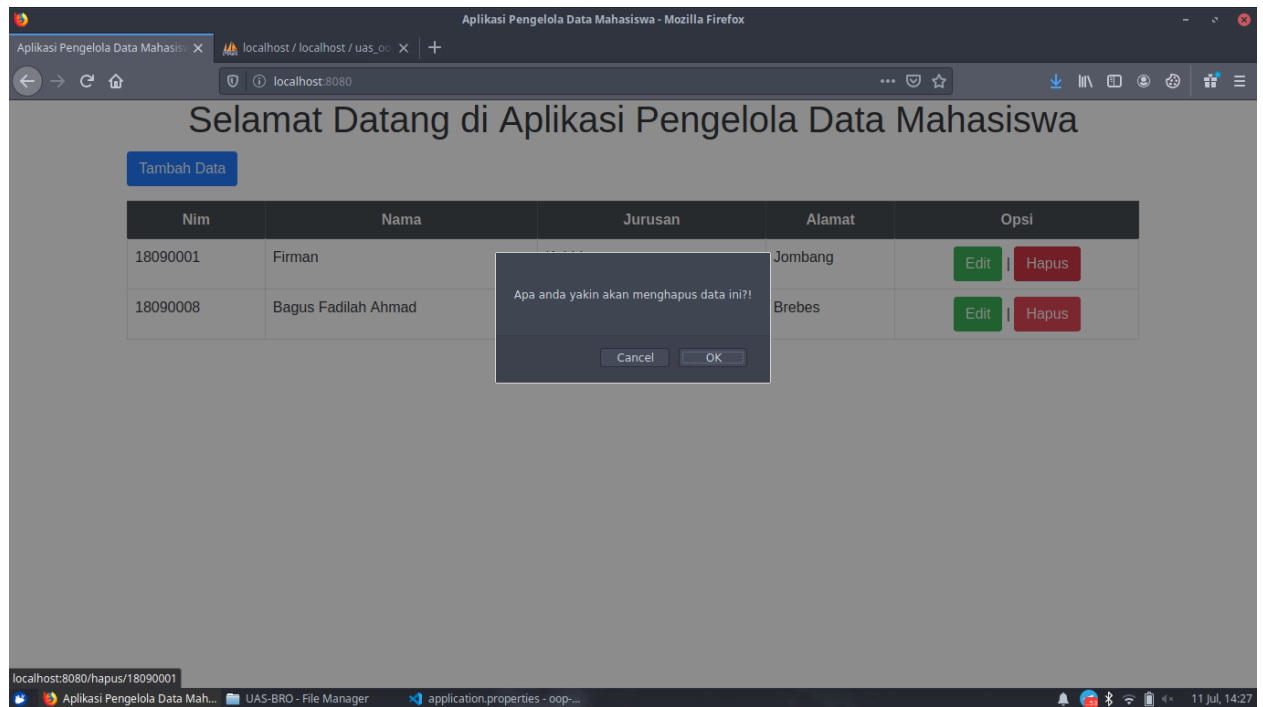 Aplikasi Pengelola Data Mahasiswa - Mozilla Firefox
Aplikasi Pengelola Data Mahasisw localhost / localhost / uas_oo
localhost:8080
Selamat Datang di Aplikasi Pengelola Data Mahasiswa
Tambah Data
Nim Nama Jurusan Alamat Opsi
18090001 Firman Jombang Edit | Hapus
Apa anda yakin akan menghapus data ini?!
18090008 Bagus Fadilah Ahmad Brebes Edit | Hapus
Cancel OK
localhost:8080/hapus/18090001
Aplikasi Pengelola Data Mah... UAS-BRO - File Manager application.properties - oop-... 11 Jul, 14:27